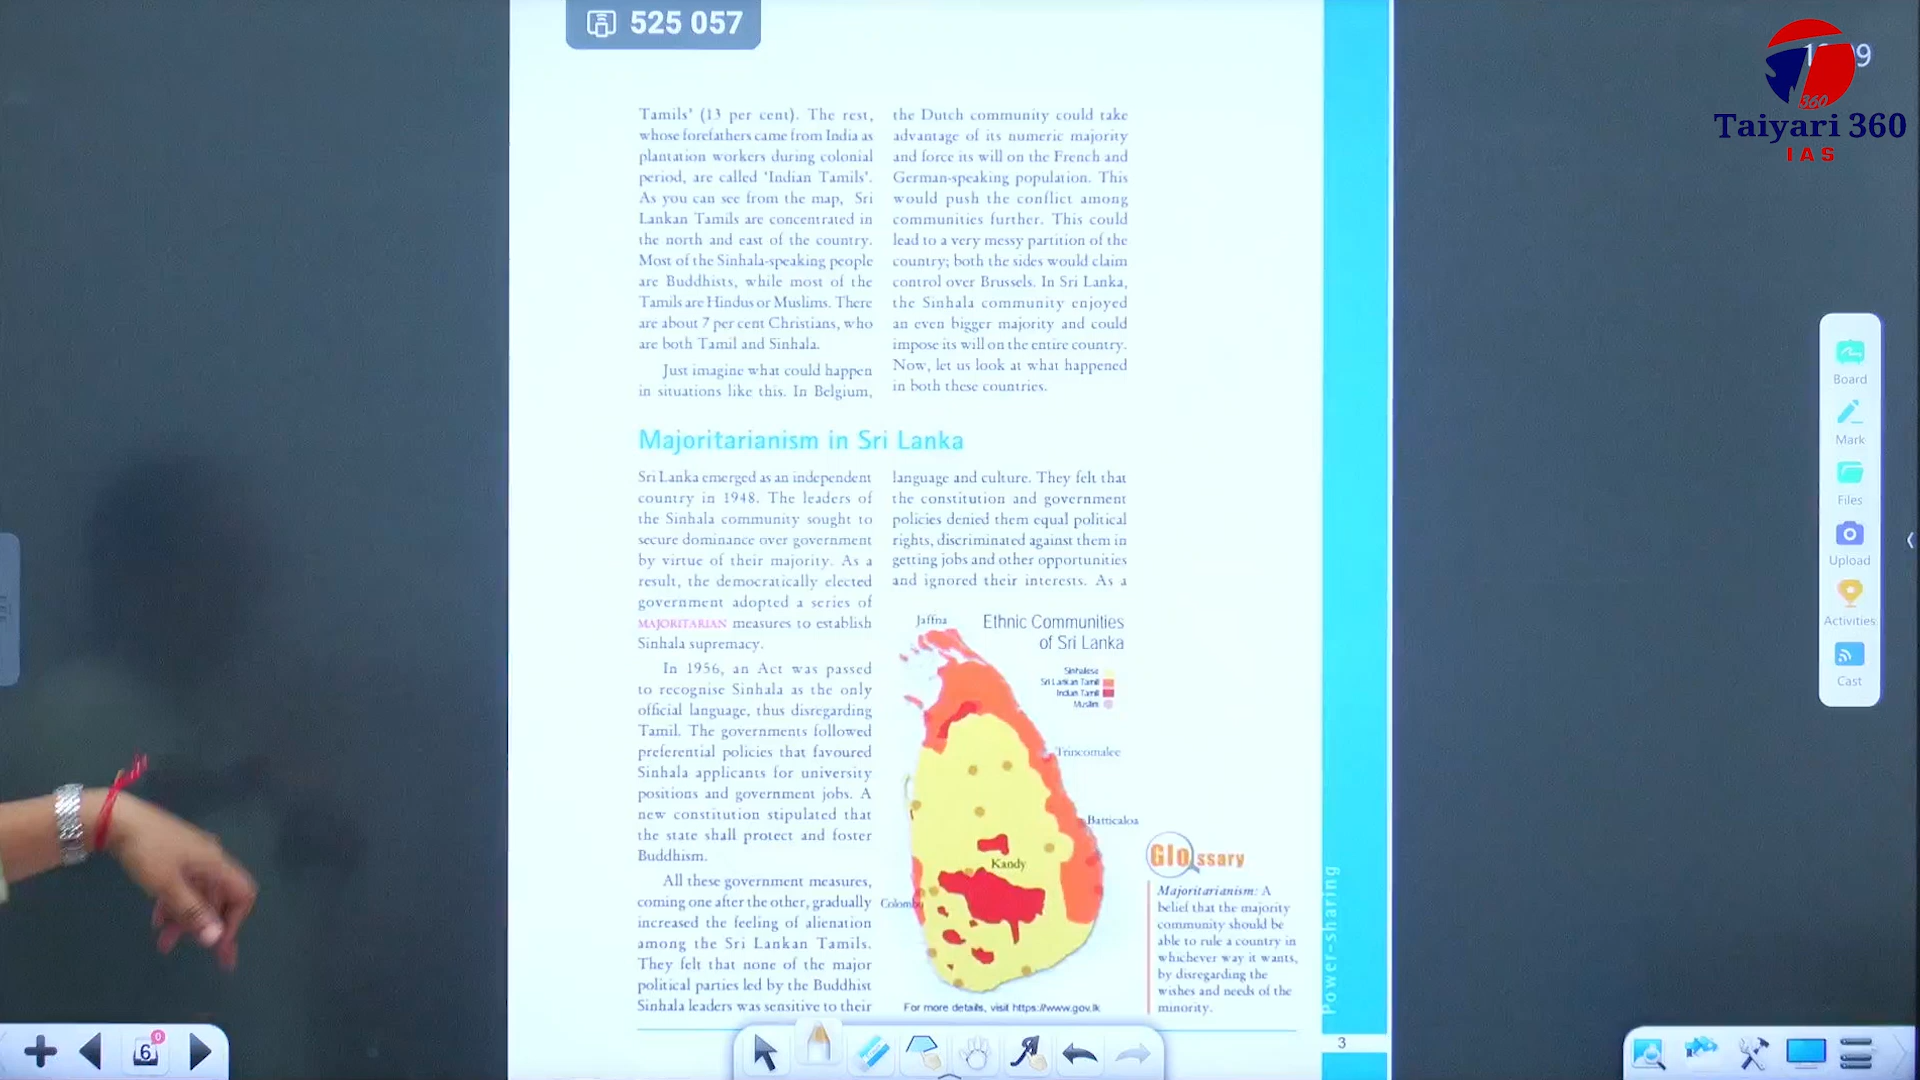 525 057
360
Taiyari 360
IAS
Tamils' (13 per cent). The rest,
whose forefathers came from India as
plantation workers during colonial
period, are called 'Indian Tamils'.
As you can see from the map, Sri
Lankan Tamils are concentrated in
the north and east of the country.
Most of the Sinhala-speaking people
are Buddhists, while most of the
Tamils are Hindus or Muslims. There
are about 7 per cent Christians, who
are both Tamil and Sinhala.
Just imagine what could happen
in situations like this. In Belgium,
the Dutch community could take
advantage of its numeric majority
and force its will on the French and
German-speaking population. This
would push the conflict among
communities further. This could
lead to a very messy partition of the
country; both the sides would claim
control over Brussels. In Sri Lanka,
the Sinhala community enjoyed
an even bigger majority and could
impose its will on the entire country.
Now, let us look at what happened
in both these countries.
Majoritarianism in Sri Lanka
Sri Lanka emerged as an independent
country in 1948. The leaders of
the Sinhala community sought to
secure dominance over government
by virtue of their majority. As a
result, the democratically elected
government adopted a series of
MAJORITARIAN measures to establish
Sinhala supremacy.
In 1956, an Act was passed
to recognise Sinhala as the only
official language, thus disregarding
Tamil. The governments followed
preferential policies that favoured
Sinhala applicants for university
positions and government jobs. A
new constitution stipulated that
the state shall protect and foster
Buddhism.
All these government measures,
coming one after the other, gradually
increased the feeling of alienation
among the Sri Lankan Tamils.
They felt that none of the major
political parties led by the Buddhist
Sinhala leaders was sensitive to their
language and culture. They felt that
the constitution and government
policies denied them equal political
rights, discriminated against them in
getting jobs and other opportunities
and ignored their interests. As a
Ethnic Communities
of Sri Lanka
Sinhalese
Sri Lankan Tamil
Indian Tamil
Muslim
Jaffna
Trincomalee
Batticaloa
Kandy
Colombo
For more details, visit https://www.gov.lk
Glossary
Majoritarianism: A
belief that the majority
community should be
able to rule a country in
whichever way it wants,
by disregarding the
wishes and needs of the
minority.
Power-sharing
3
Board
Mark
Files
Upload
Activities
Cast
6
0